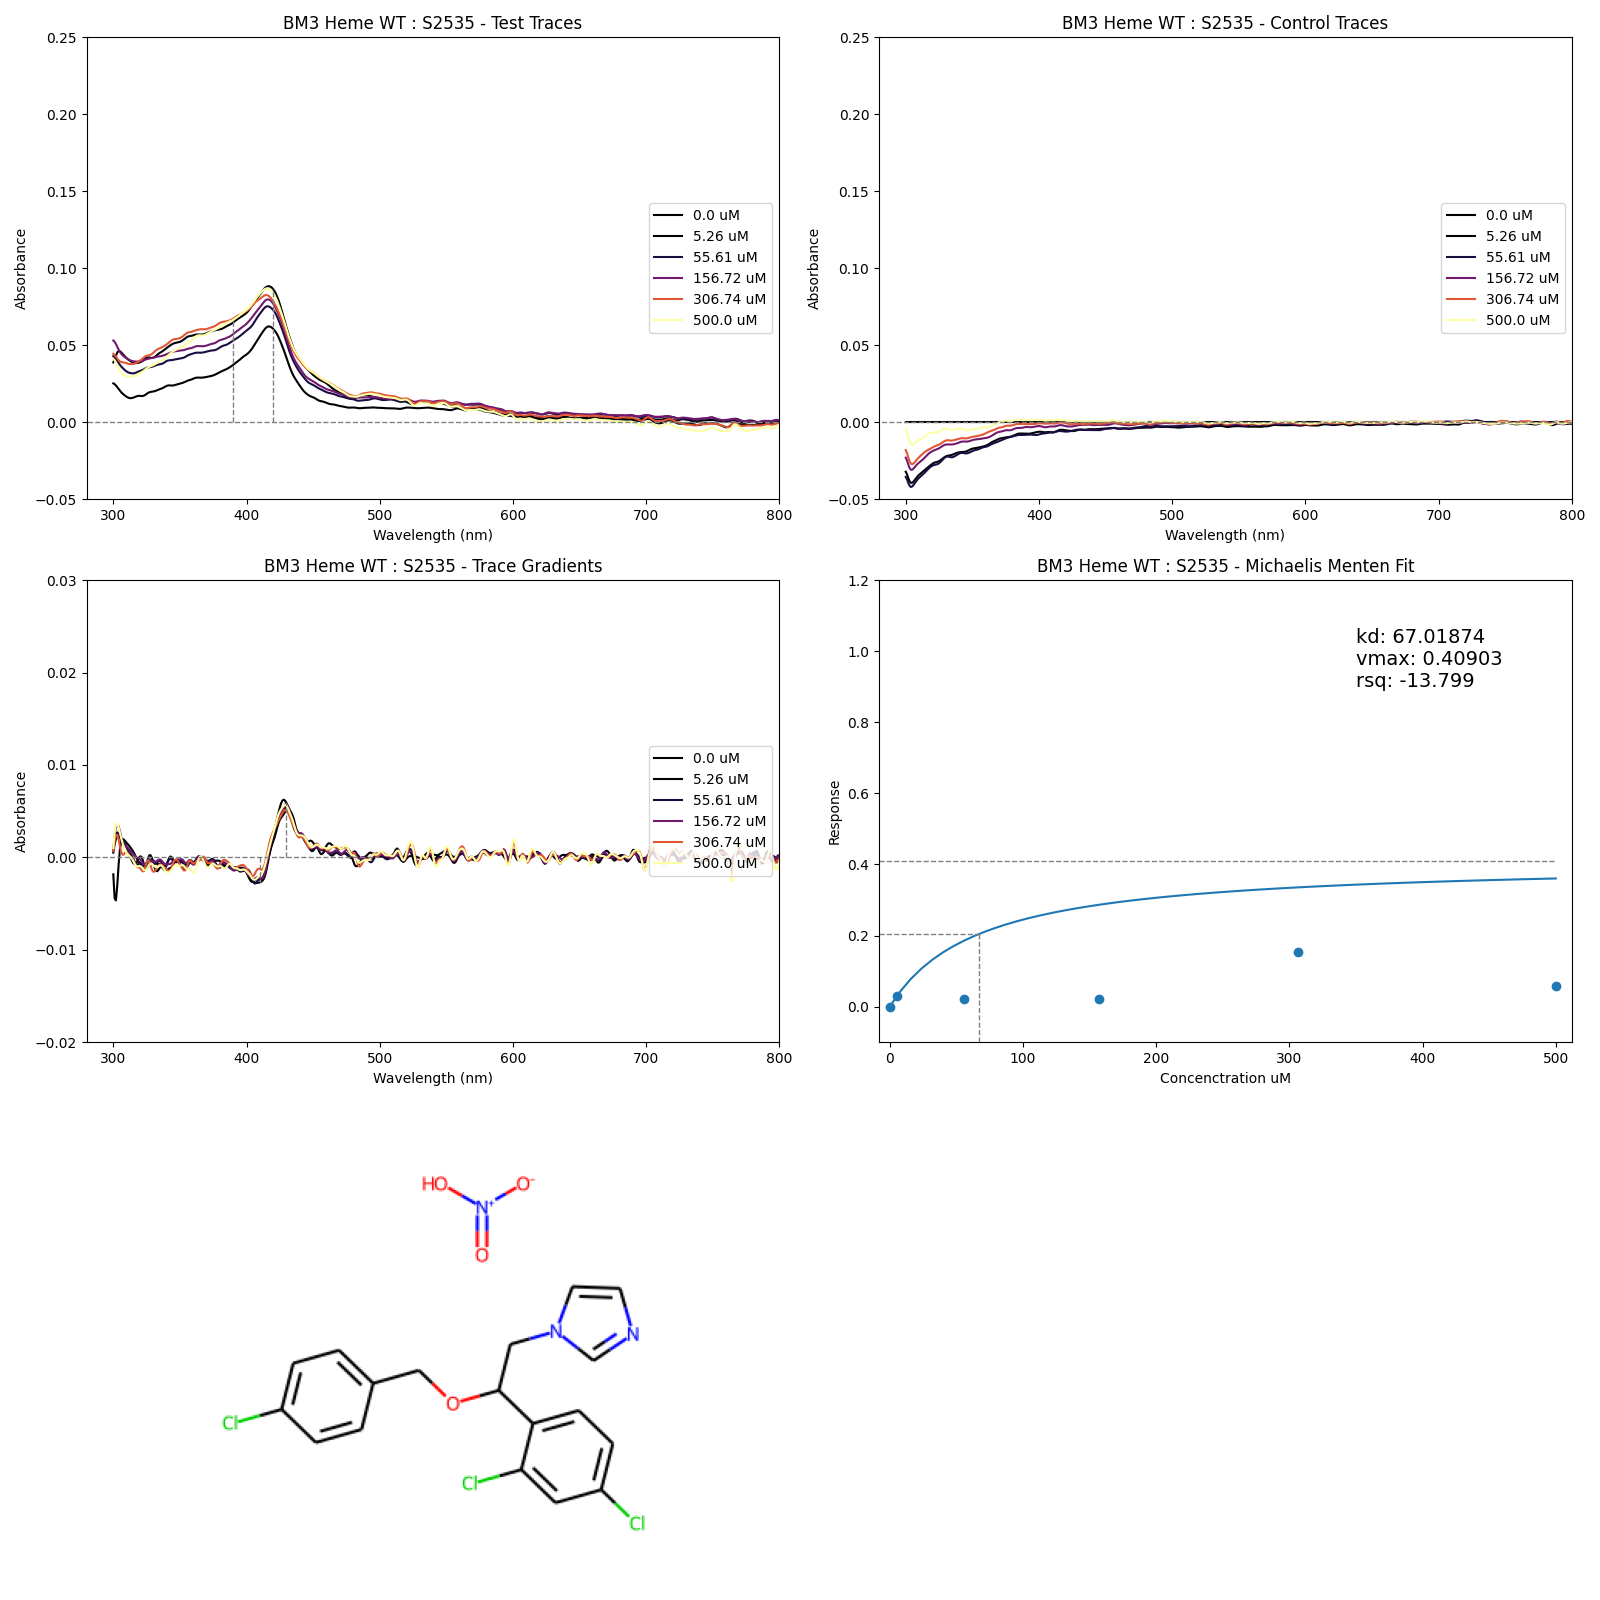 BM3 Heme WT : S2535 - Test Traces
0.25
0.20
0.15
0.10
0.05
0.00
−0.05
Absorbance
300 400 500 600 700 800
Wavelength (nm)
0.0 uM
5.26 uM
55.61 uM
156.72 uM
306.74 uM
500.0 uM
BM3 Heme WT : S2535 - Control Traces
0.25
0.20
0.15
0.10
0.05
0.00
−0.05
Absorbance
300 400 500 600 700 800
Wavelength (nm)
0.0 uM
5.26 uM
55.61 uM
156.72 uM
306.74 uM
500.0 uM
BM3 Heme WT : S2535 - Trace Gradients
0.03
0.02
0.01
0.00
−0.01
−0.02
Absorbance
300 400 500 600 700 800
Wavelength (nm)
0.0 uM
5.26 uM
55.61 uM
156.72 uM
306.74 uM
500.0 uM
BM3 Heme WT : S2535 - Michaelis Menten Fit
1.2
1.0
0.8
0.6
0.4
0.2
0.0
Response
0 100 200 300 400 500
Concenctration uM
kd: 67.01874
vmax: 0.40903
rsq: -13.799
HO
O-
N+
O
N
N
O
Cl
Cl
Cl